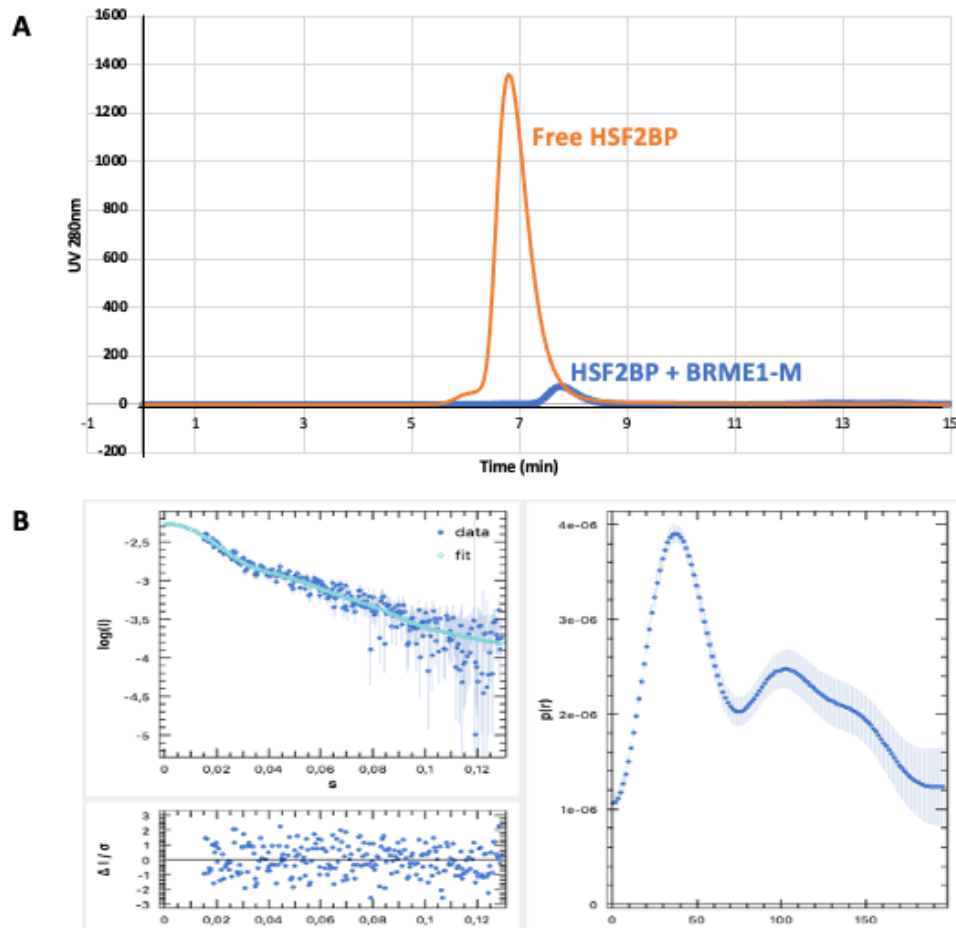 A
1600
1400
1200
1000
800
600
400
200
0
-200
UV 280nm
Free HSF2BP
HSF2BP + BRME1-M
-1 1 3 5 7 9 11 13 15
Time (min)
B
data
fit
-2,5
-3
-3,5
-4
-4,5
-5
log(I)
0 0,02 0,04 0,06 0,08 0,1 0,12
s
3
2
1
0
-1
-2
-3
Δ I / σ
0 0,02 0,04 0,06 0,08 0,1 0,12
4e-06
3e-06
2e-06
1e-06
0
p(r)
0 50 100 150